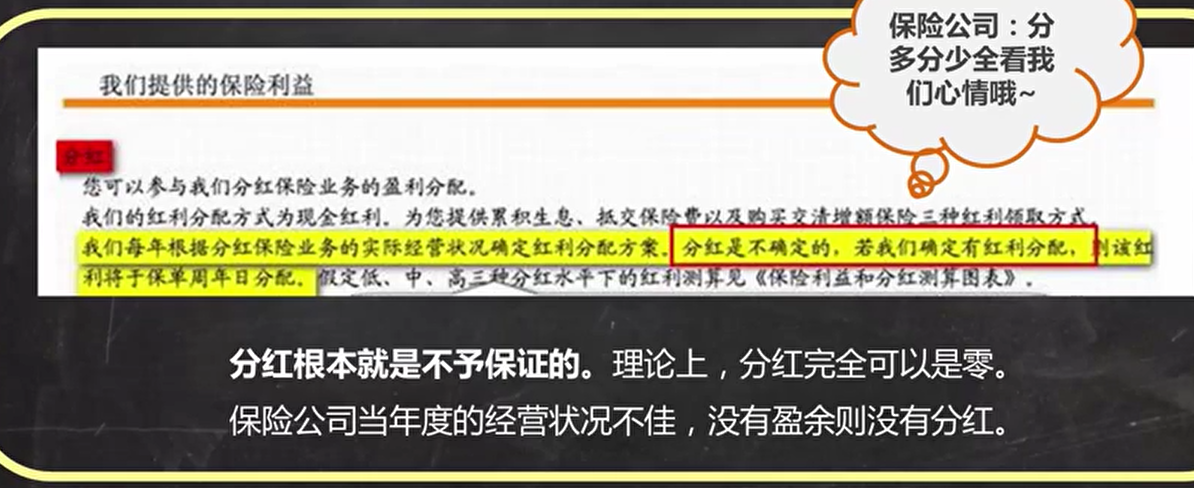 保险公司：分
多分少全看我
们心情哦~
我们提供的保险利益
分红
您可以参与我们分红保险业务的盈利分配。
我们的红利分配方式为现金红利。为您提供累积生息、抵交保险费以及购买交清增额保险三种红利领取方式。
我们每年根据分红保险业务的实际经营状况确定红利分配方案。分红是不确定的，若我们确定有红利分配，则该红
利将于保单周年日分配。假定低、中、高三种分红水平下的红利测算见《保险利益和分红测算图表》。
分红根本就是不予保证的。理论上，分红完全可以是零。
保险公司当年度的经营状况不佳，没有盈余则没有分红。